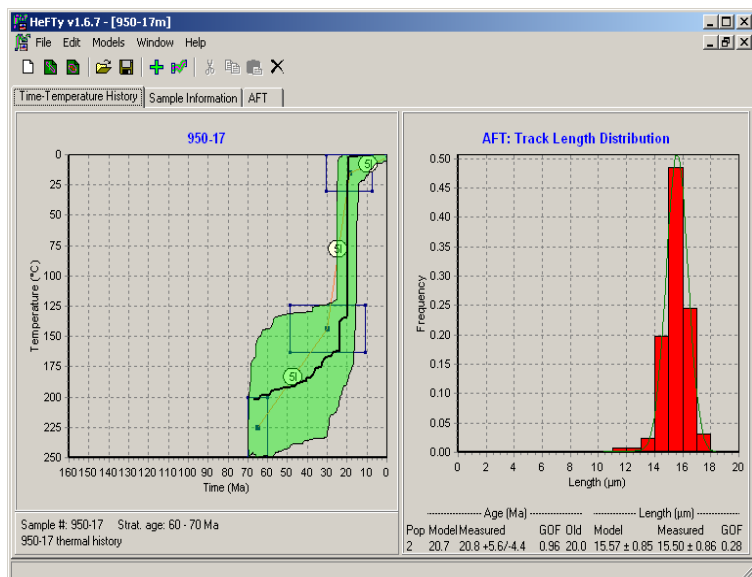 HeFTy v1.6.7 - [950-17m]
File Edit Models Window Help
Time-Temperature History Sample Information AFT
950-17
0
25
50
75
100
125
150
175
200
225
250
Temperature (°C)
5l
5l
5l
160 150 140 130 120 110 100 90 80 70 60 50 40 30 20 10 0
Time (Ma)
Sample #: 950-17 Strat. age: 60 - 70 Ma
950-17 thermal history
AFT: Track Length Distribution
0.50
0.45
0.40
0.35
0.30
0.25
0.20
0.15
0.10
0.05
0.00
Frequency
0 2 4 6 8 10 12 14 16 18 20
Length (µm)
Age (Ma) Length (µm)
Pop Model Measured GOF Old Model Measured GOF
2 20.7 20.8 +5.6/-4.4 0.96 20.0 15.57 ± 0.85 15.50 ± 0.86 0.28